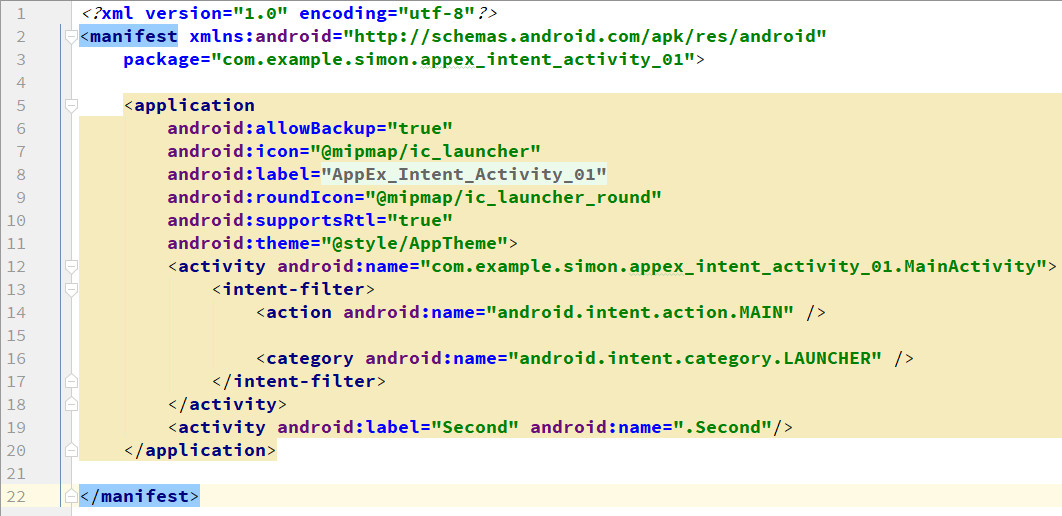 1 <?xml version="1.0" encoding="utf-8"?>
2 <manifest xmlns:android="http://schemas.android.com/apk/res/android"
3     package="com.example.simon.appex_intent_activity_01">
4
5     <application
6         android:allowBackup="true"
7         android:icon="@mipmap/ic_launcher"
8         android:label="AppEx_Intent_Activity_01"
9         android:roundIcon="@mipmap/ic_launcher_round"
10         android:supportsRtl="true"
11         android:theme="@style/AppTheme">
12         <activity android:name="com.example.simon.appex_intent_activity_01.MainActivity">
13             <intent-filter>
14                 <action android:name="android.intent.action.MAIN" />
15
16                 <category android:name="android.intent.category.LAUNCHER" />
17             </intent-filter>
18         </activity>
19         <activity android:label="Second" android:name=".Second"/>
20     </application>
21
22 </manifest>